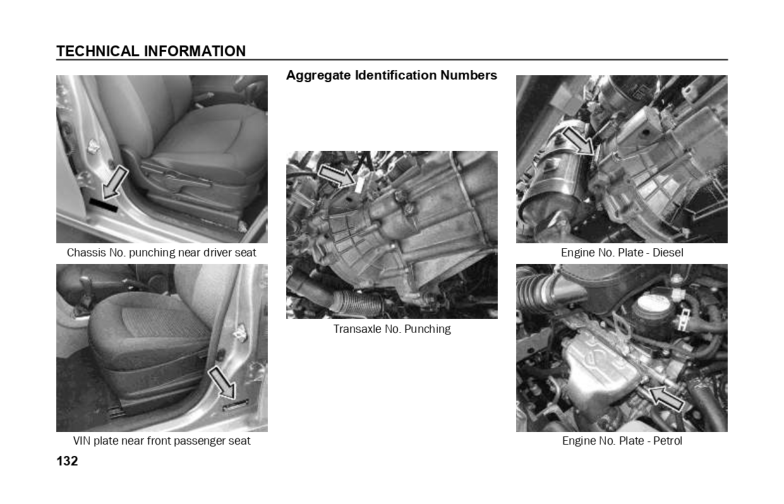 TECHNICAL INFORMATION
Chassis No. punching near driver seat
VIN plate near front passenger seat
Aggregate Identification Numbers
Transaxle No. Punching
Engine No. Plate - Diesel
Engine No. Plate - Petrol
132